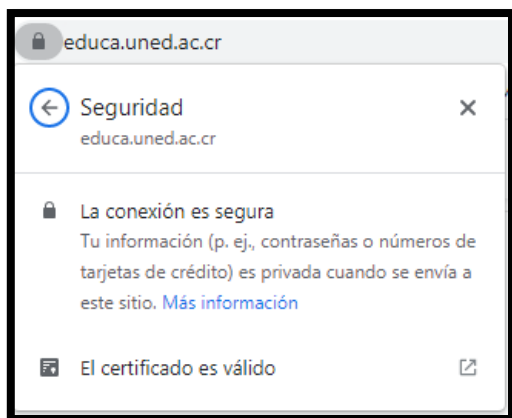 educa.uned.ac.cr
Seguridad
educa.uned.ac.cr
La conexión es segura
Tu información (p. ej., contraseñas o números de
tarjetas de crédito) es privada cuando se envía a
este sitio. Más información
El certificado es válido